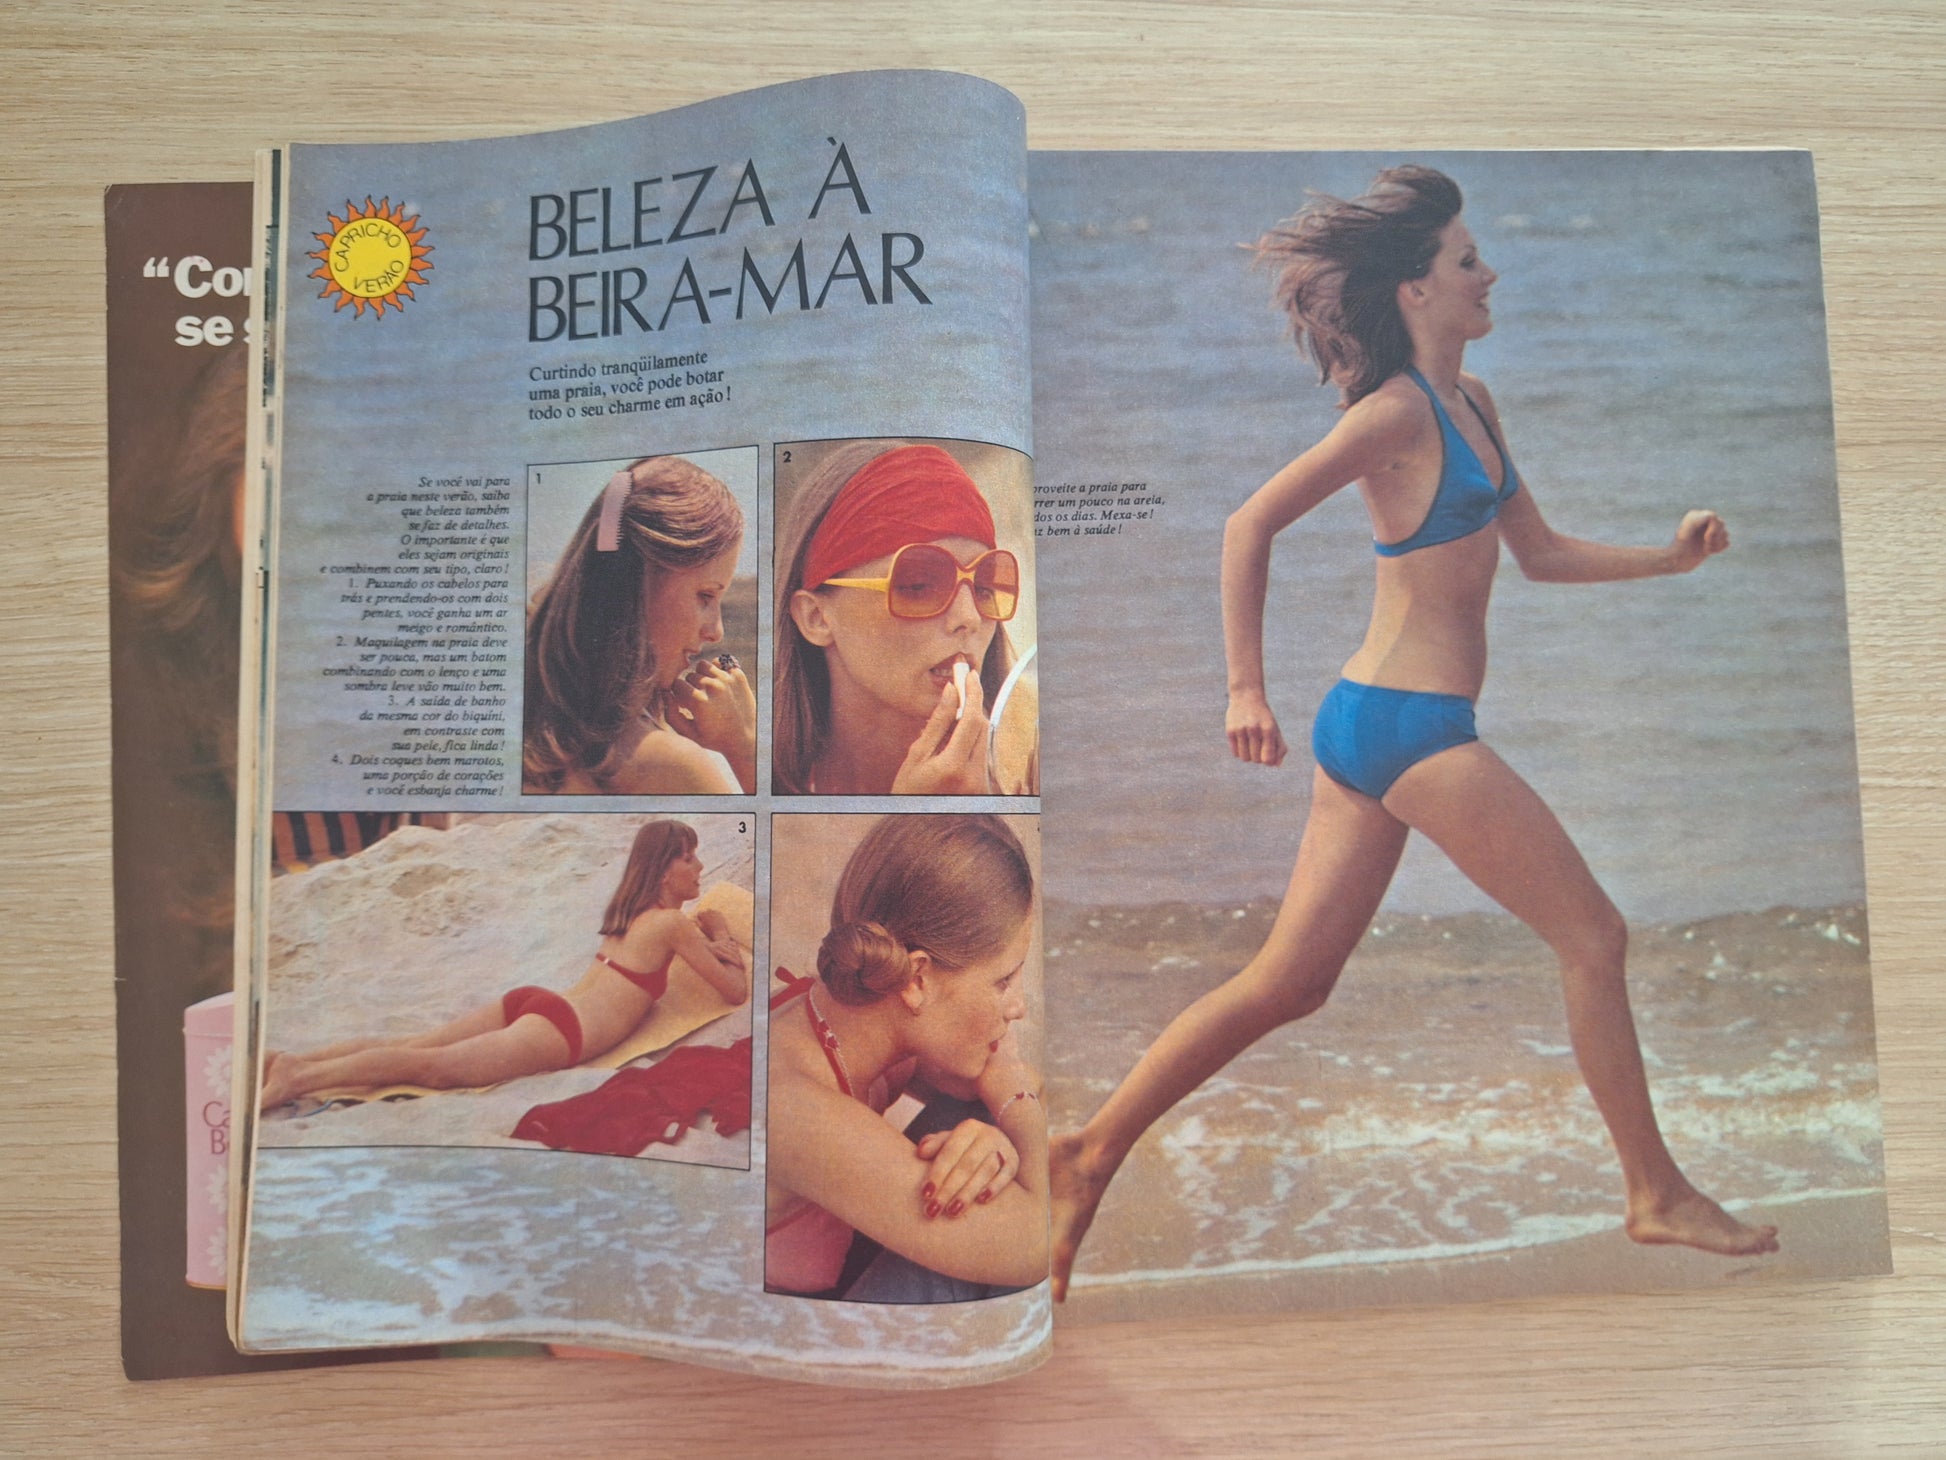 “Cor
se s
CAPRICHO
VERÃO
BELEZA À
BEIRA-MAR
Curtindo tranqüilamente
uma praia, você pode botar
todo o seu charme em ação!
Se você vai para
a praia neste verão, saiba
que beleza também
se faz de detalhes.
O importante é que
eles sejam originais
e combinem com seu tipo, claro!
1. Puxando os cabelos para
trás e prendendo-os com dois
pentes, você ganha um ar
meigo e romântico.
2. Maquilagem na praia deve
ser pouca, mas um batom
combinando com o lenço e uma
sombra leve vão muito bem.
3. A saída de banho
da mesma cor do biquíni,
em contraste com
sua pele, fica linda!
4. Dois coques bem marotos,
uma porção de corações
e você esbanja charme!
1
2
3
proveite a praia para
rrer um pouco na areia,
dos os dias. Mexa-se!
az bem à saúde!
Ca
Be